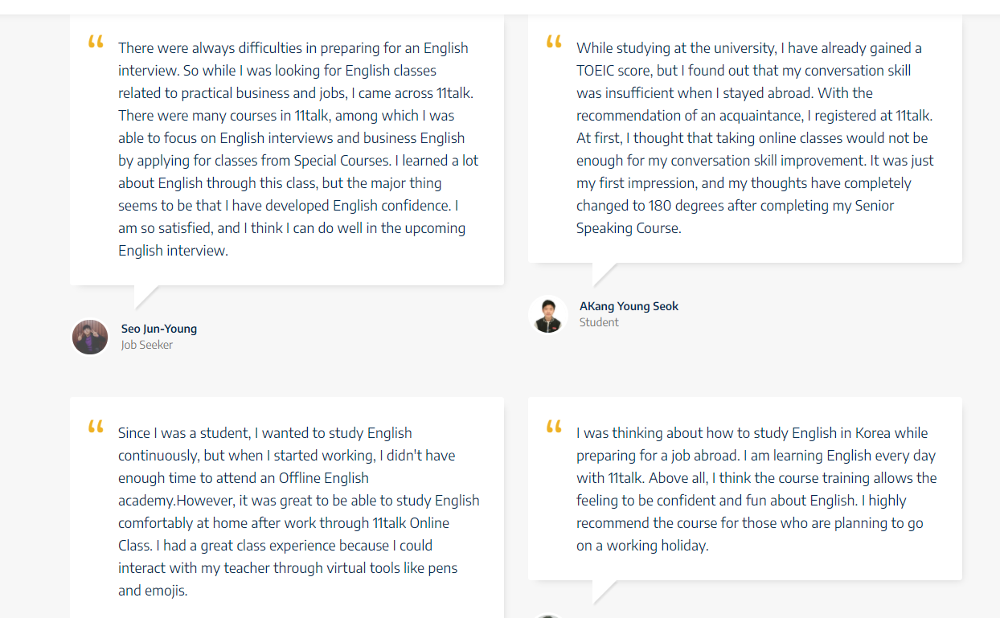 There were always difficulties in preparing for an English
interview. So while I was looking for English classes
related to practical business and jobs, I came across 11talk.
There were many courses in 11talk, among which I was
able to focus on English interviews and business English
by applying for classes from Special Courses. I learned a lot
about English through this class, but the major thing
seems to be that I have developed English confidence. I
am so satisfied, and I think I can do well in the upcoming
English interview.
Seo Jun-Young
Job Seeker
While studying at the university, I have already gained a
TOEIC score, but I found out that my conversation skill
was insufficient when I stayed abroad. With the
recommendation of an acquaintance, I registered at 11talk.
At first, I thought that taking online classes would not be
enough for my conversation skill improvement. It was just
my first impression, and my thoughts have completely
changed to 180 degrees after completing my Senior
Speaking Course.
AKang Young Seok
Student
Since I was a student, I wanted to study English
continuously, but when I started working, I didn't have
enough time to attend an Offline English
academy.However, it was great to be able to study English
comfortably at home after work through 11talk Online
Class. I had a great class experience because I could
interact with my teacher through virtual tools like pens
and emojis.
I was thinking about how to study English in Korea while
preparing for a job abroad. I am learning English every day
with 11talk. Above all, I think the course training allows the
feeling to be confident and fun about English. I highly
recommend the course for those who are planning to go
on a working holiday.